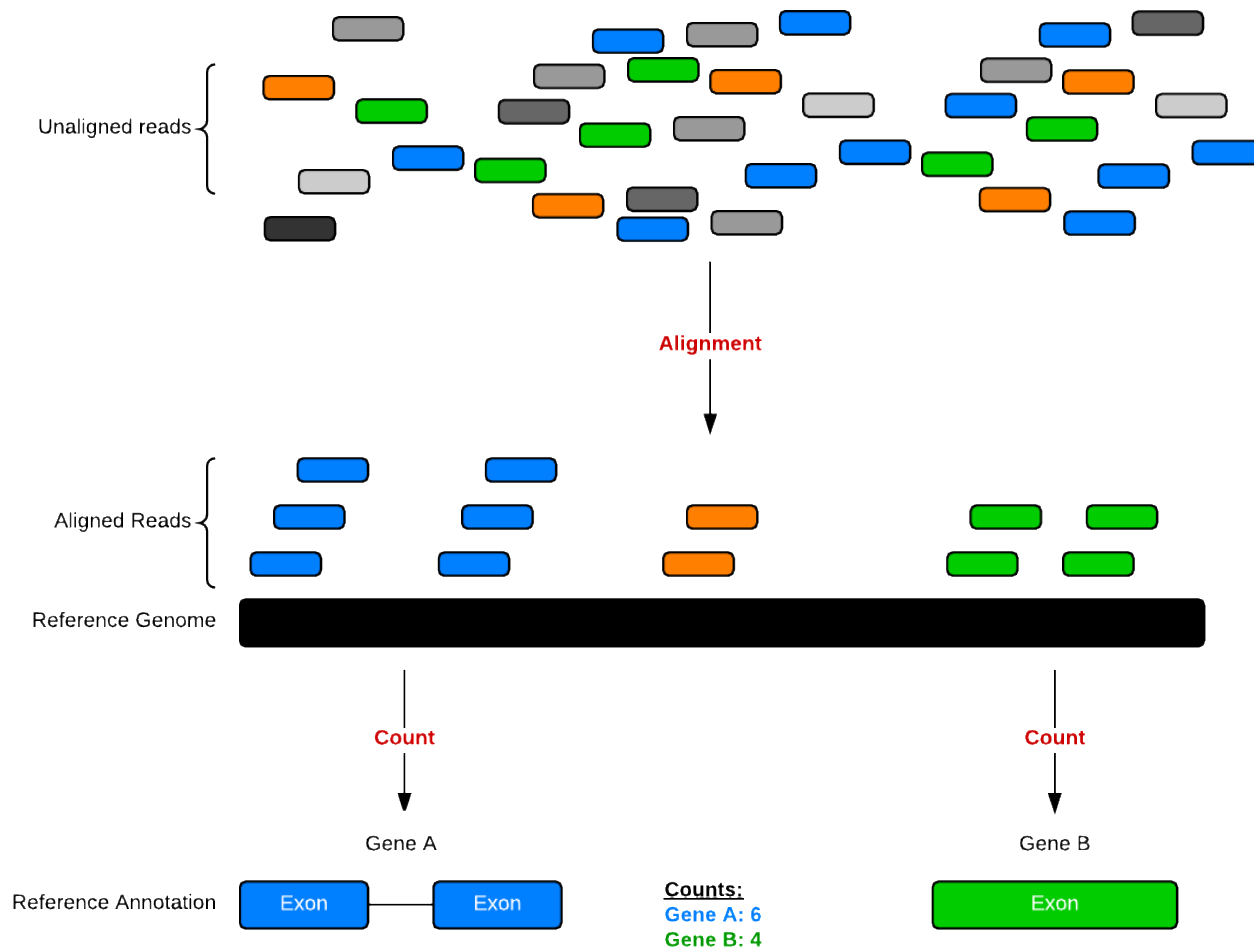 Unaligned reads
Alignment
Aligned Reads
Reference Genome
Count
Count
Gene A
Gene B
Reference Annotation
Exon
Exon
Exon
Counts:
Gene A: 6
Gene B: 4